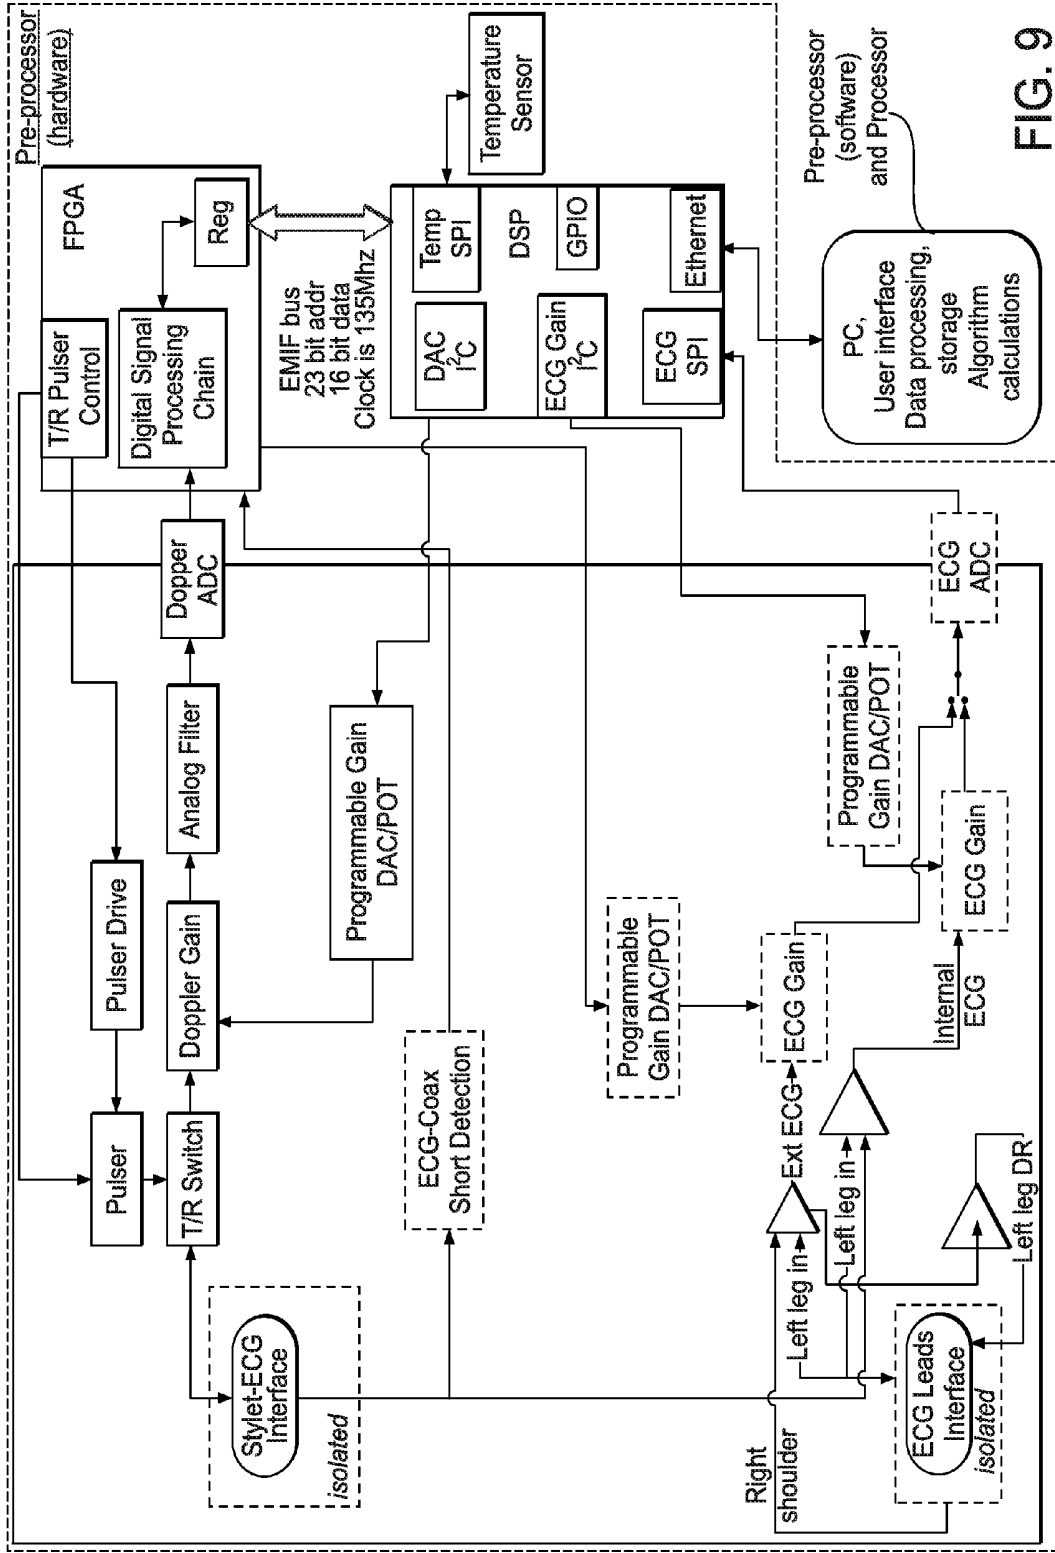 Pre-processor
(hardware)
T/R Pulser
Control
FPGA
Digital Signal
Processing
Chain
Reg
Pulser
Pulser Drive
T/R Switch
Doppler Gain
Analog Filter
Dopper
ADC
Stylet-ECG
Interface
isolated
Programmable Gain
DAC/POT
EMIF bus
23 bit addr
16 bit data
Clock is 135Mhz
ECG-Coax
Short Detection
DAC
I2C
Temp
SPI
DSP
ECG Gain
I2C
GPIO
ECG
SPI
Ethernet
Temperature
Sensor
Programmable
Gain DAC/POT
Right
shoulder
Left leg in
Ext ECG
ECG Gain
Left leg in
Programmable
Gain DAC/POT
Internal
ECG
ECG Gain
ECG
ADC
ECG Leads
Interface
isolated
Left leg DR
PC,
User interface
Data processing,
storage
Algorithm
calculations
Pre-processor
(software)
and Processor
FIG. 9